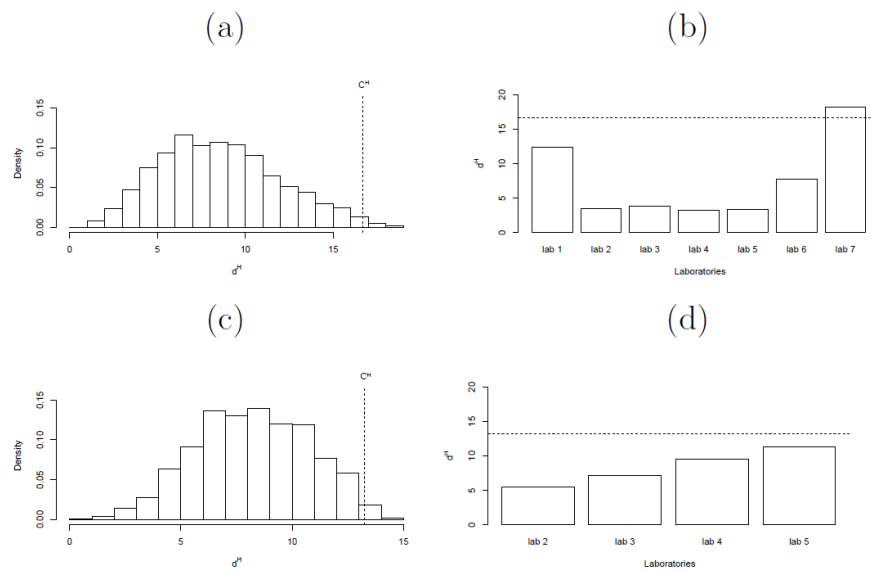 (a)
(b)
C^H
Density
0.00 0.05 0.10 0.15
0 5 10 15
d^H
d^H
0 5 10 15 20
lab 1 lab 2 lab 3 lab 4 lab 5 lab 6 lab 7
Laboratories
(c)
(d)
C^H
Density
0.00 0.05 0.10 0.15
0 5 10 15
d^H
d^H
0 5 10 15 20
lab 2 lab 3 lab 4 lab 5
Laboratories